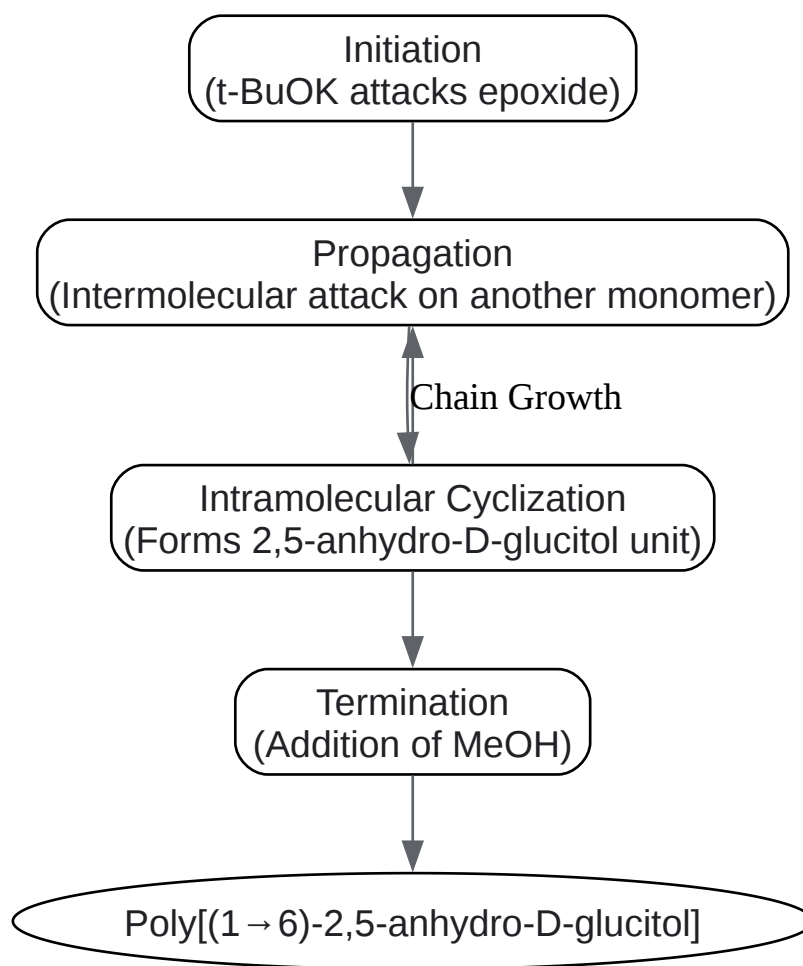 Initiation
(t-BuOK attacks epoxide)
Propagation
(Intermolecular attack on another monomer)
Chain Growth
Intramolecular Cyclization
(Forms 2,5-anhydro-D-glucitol unit)
Termination
(Addition of MeOH)
Poly[(1→6)-2,5-anhydro-D-glucitol]